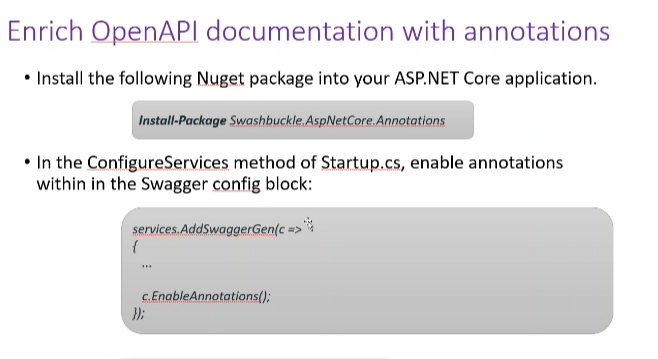 Enrich OpenAPI documentation with annotations
• Install the following Nuget package into your ASP.NET Core application.
Install-Package Swashbuckle.AspNetCore.Annotations
• In the ConfigureServices method of Startup.cs, enable annotations
within in the Swagger config block:
services.AddSwaggerGen(c =>
{
...
c.EnableAnnotations();
});